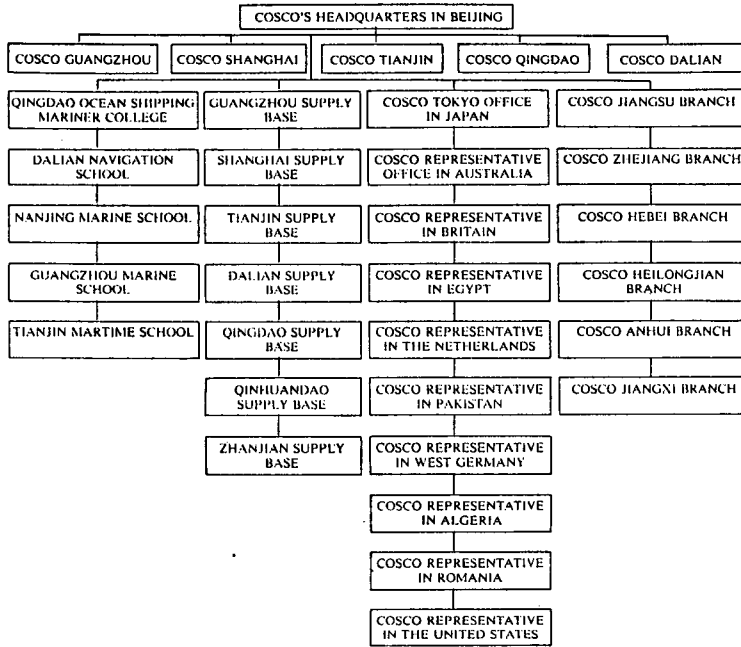 COSCO'S HEADQUARTERS IN BEIJING
COSCO GUANGZHOU
COSCO SHANGHAI
COSCO TIANJIN
COSCO QINGDAO
COSCO DALIAN
QINGDAO OCEAN SHIPPING
MARINER COLLEGE
DALIAN NAVIGATION
SCHOOL
NANJING MARINE SCHOOL
GUANGZHOU MARINE
SCHOOL
TIANJIN MARTIME SCHOOL
GUANGZHOU SUPPLY
BASE
SHANGHAI SUPPLY
BASE
TIANJIN SUPPLY
BASE
DALIAN SUPPLY
BASE
QINGDAO SUPPLY
BASE
QINHUANDAO
SUPPLY BASE
ZHANJIAN SUPPLY
BASE
COSCO TOKYO OFFICE
IN JAPAN
COSCO REPRESENTATIVE
OFFICE IN AUSTRALIA
COSCO REPRESENTATIVE
IN BRITAIN
COSCO REPRESENTATIVE
IN EGYPT
COSCO REPRESENTATIVE
IN THE NETHERLANDS
COSCO REPRESENTATIVE
IN PAKISTAN
COSCO REPRESENTATIVE
IN WEST GERMANY
COSCO REPRESENTATIVE
IN ALGERIA
COSCO REPRESENTATIVE
IN ROMANIA
COSCO REPRESENTATIVE
IN THE UNITED STATES
COSCO JIANGSU BRANCH
COSCO ZHEJIANG BRANCH
COSCO HEBEI BRANCH
COSCO HEILONGJIAN
BRANCH
COSCO ANHUI BRANCH
COSCO JIANGXI BRANCH